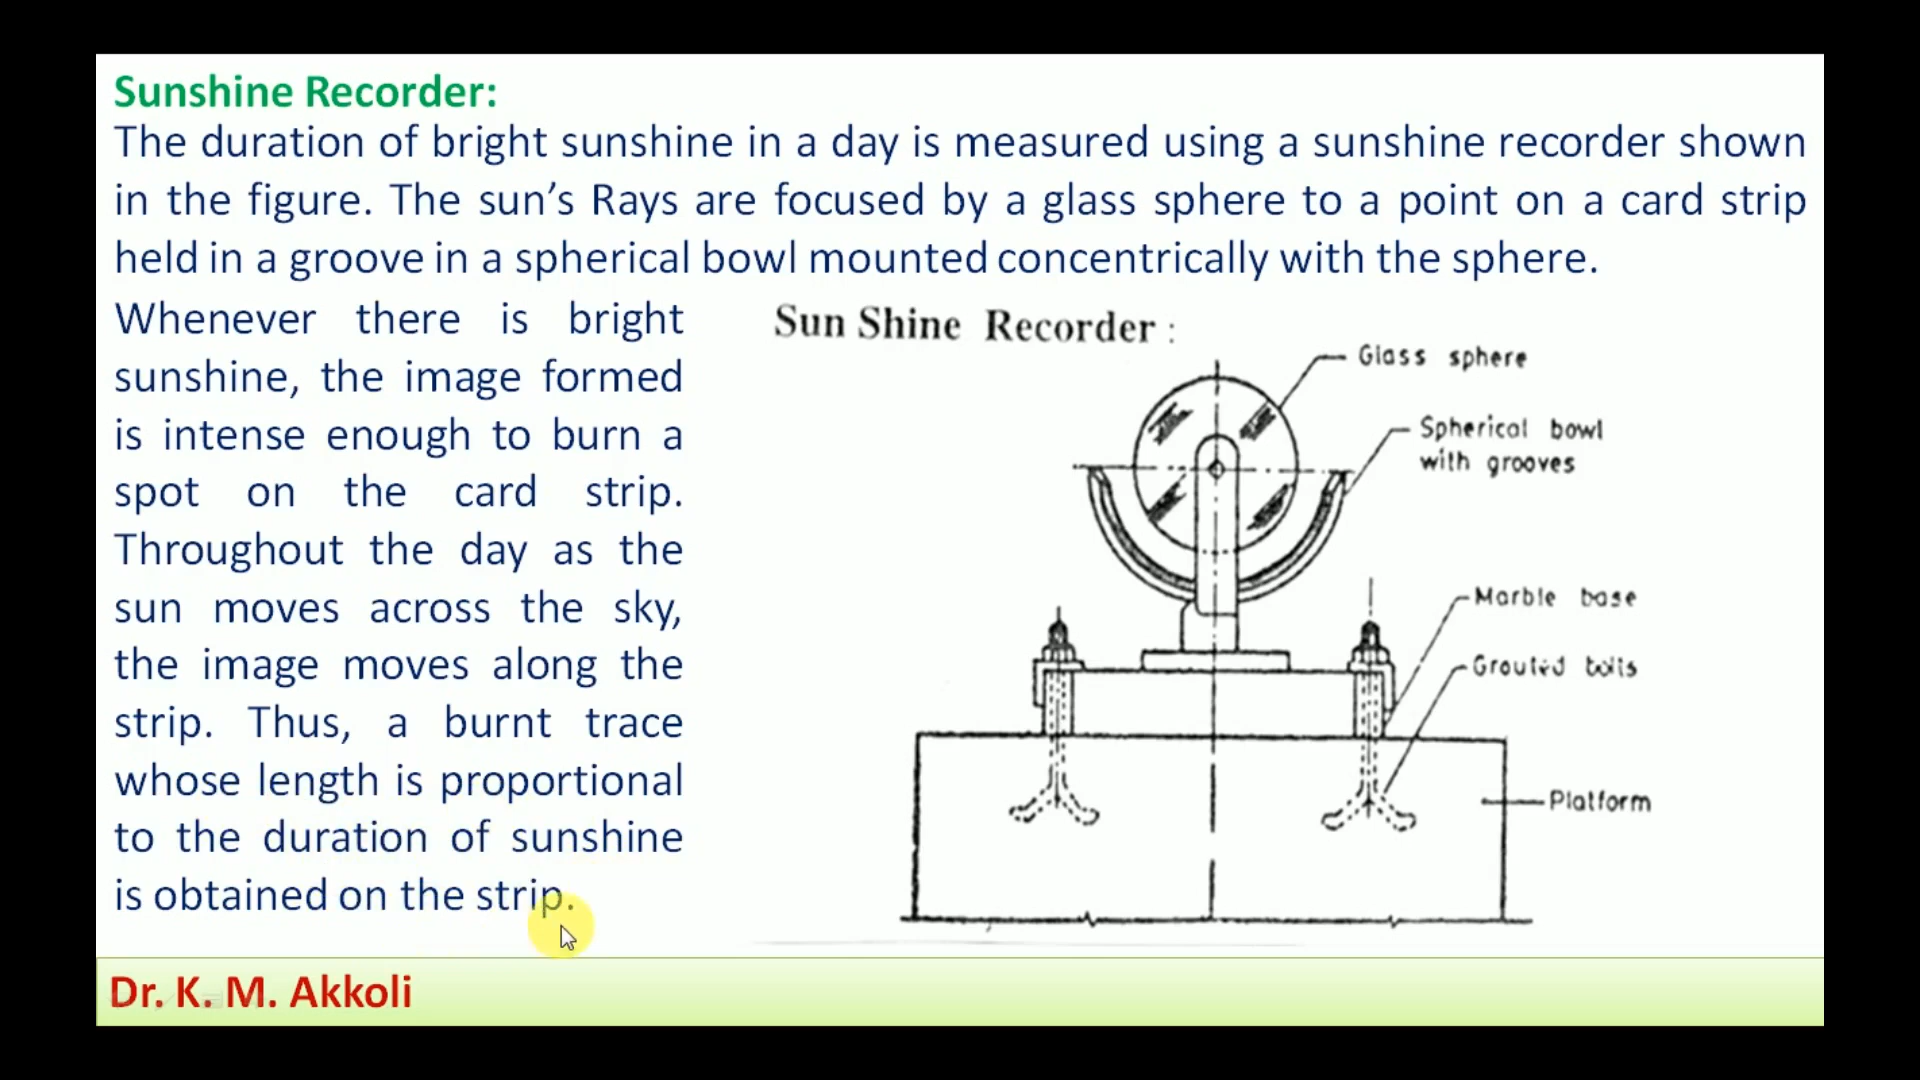 Sunshine Recorder:
The duration of bright sunshine in a day is measured using a sunshine recorder shown
in the figure. The sun’s Rays are focused by a glass sphere to a point on a card strip
held in a groove in a spherical bowl mounted concentrically with the sphere.
Whenever there is bright
sunshine, the image formed
is intense enough to burn a
spot on the card strip.
Throughout the day as the
sun moves across the sky,
the image moves along the
strip. Thus, a burnt trace
whose length is proportional
to the duration of sunshine
is obtained on the strip.
Sun Shine Recorder :
Glass sphere
Spherical bowl
with grooves
Marble base
Grouted bolts
Platform
Dr. K. M. Akkoli